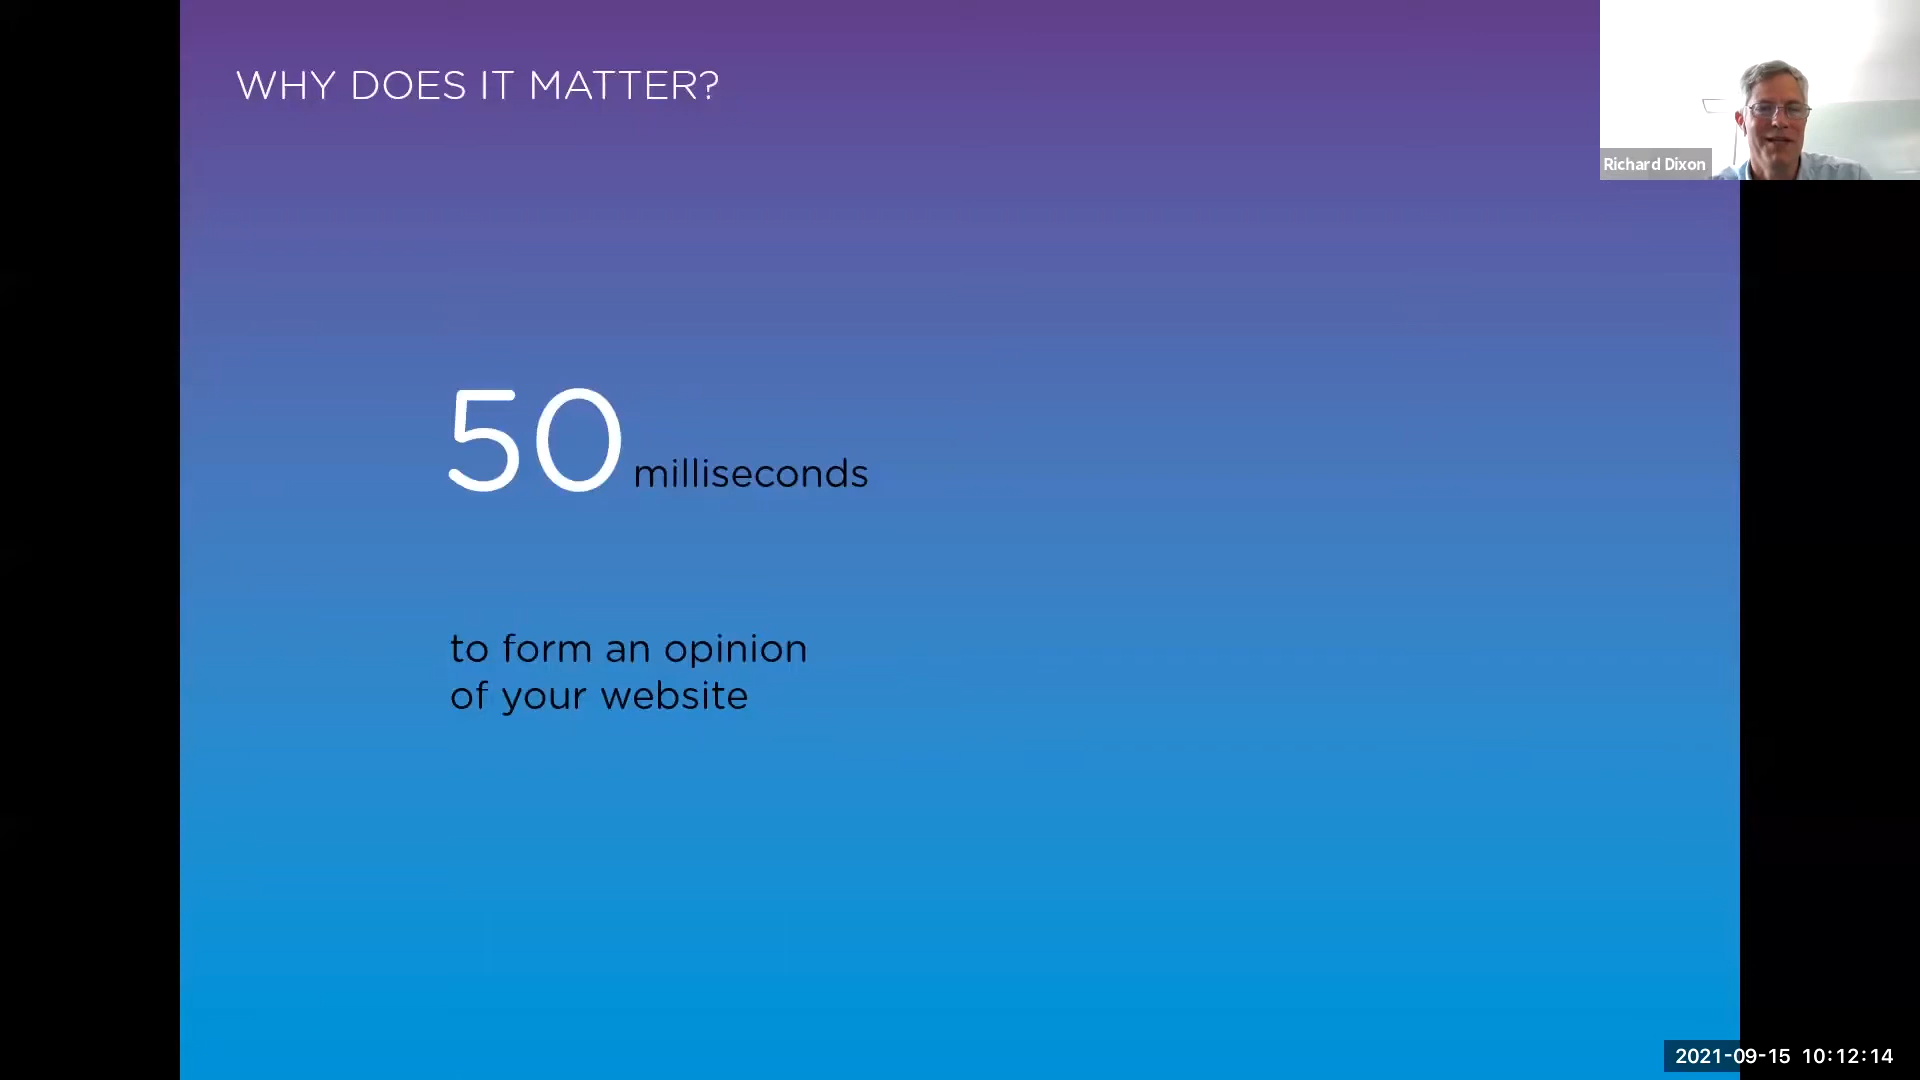 WHY DOES IT MATTER?
Richard Dixon
50 milliseconds
to form an opinion
of your website
2021-09-15 10:12:14